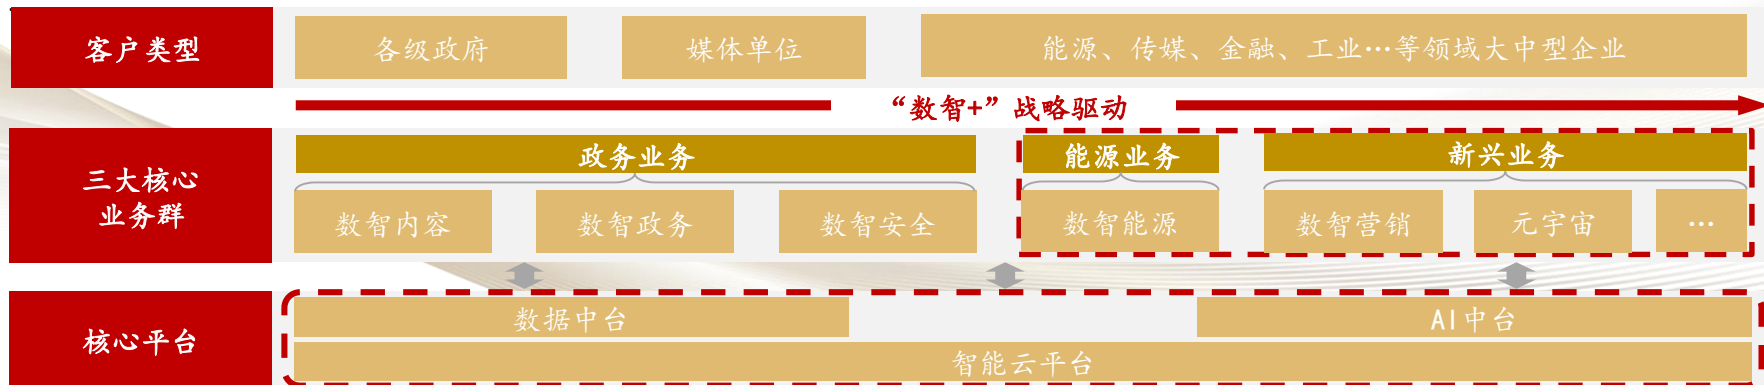 客户类型
各级政府
媒体单位
能源、传媒、金融、工业…等领域大中型企业
“数智+”战略驱动
三大核心
业务群
政务业务
能源业务
新兴业务
数智内容
数智政务
数智安全
数智能源
数智营销
元宇宙
…
核心平台
数据中台
AI中台
智能云平台